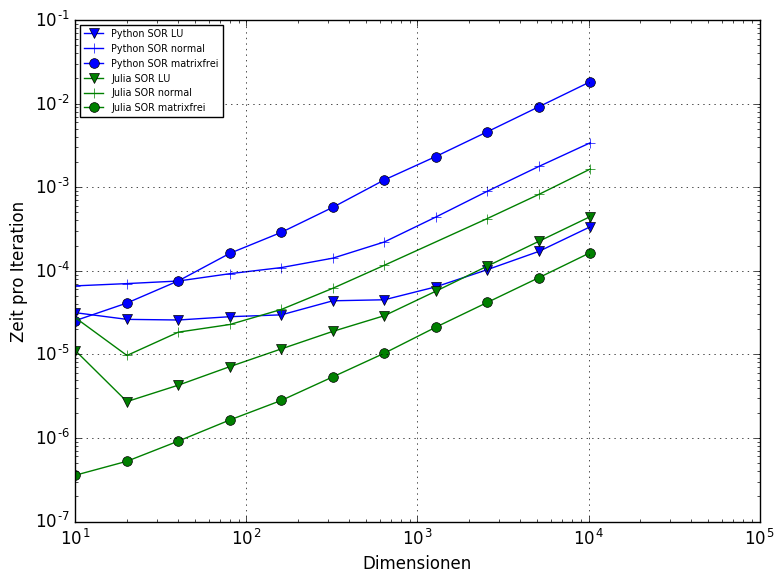 10^-1
10^-2
10^-3
10^-4
10^-5
10^-6
10^-7
Zeit pro Iteration
Python SOR LU
Python SOR normal
Python SOR matrixfrei
Julia SOR LU
Julia SOR normal
Julia SOR matrixfrei
10^1 10^2 10^3 10^4 10^5
Dimensionen